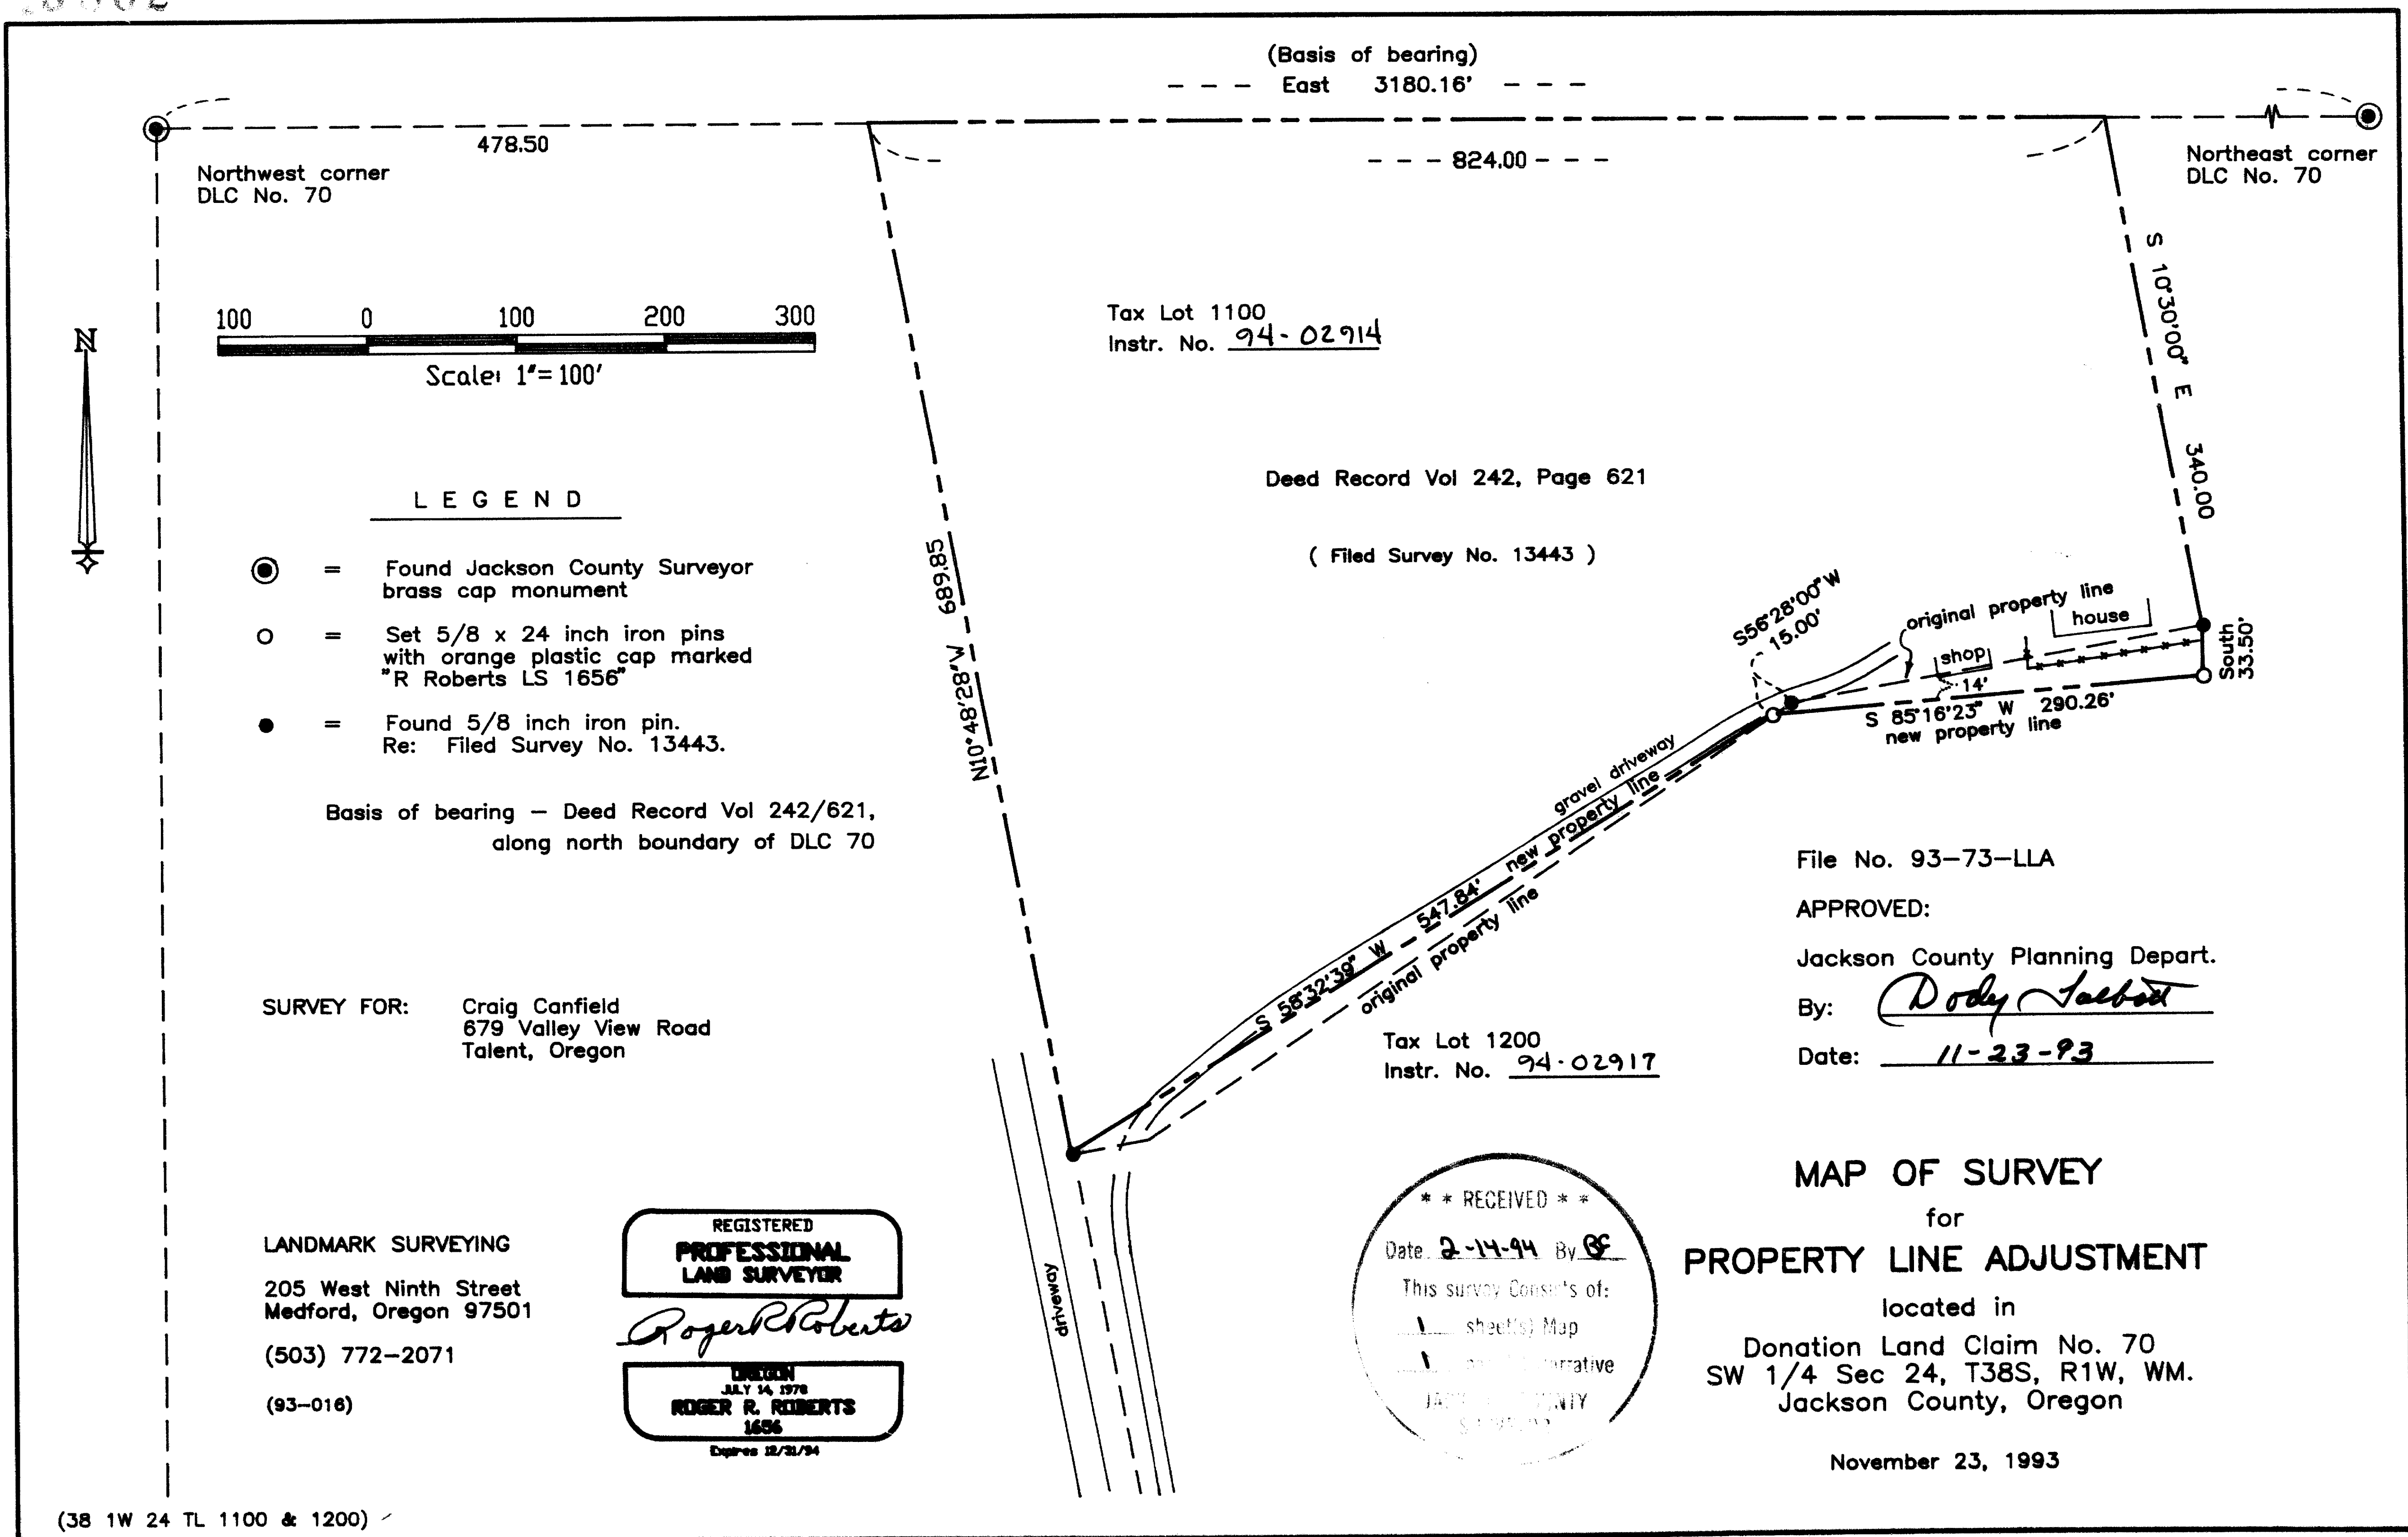 (Basis of bearing)
— — — East 3180.16' — — —
478.50
— — — 824.00 — — —
Northwest corner
DLC No. 70
Northeast corner
DLC No. 70
S 10°30'00" E 340.00
N
100 0 100 200 300
Scale: 1"=100'
Tax Lot 1100
Instr. No. 94-02914
Deed Record Vol 242, Page 621
( Filed Survey No. 13443 )
N10°48'28"W 689.85
LEGEND
= Found Jackson County Surveyor
brass cap monument
= Set 5/8 x 24 inch iron pins
with orange plastic cap marked
"R Roberts LS 1656"
= Found 5/8 inch iron pin.
Re: Filed Survey No. 13443.
Basis of bearing — Deed Record Vol 242/621,
along north boundary of DLC 70
S56°28'00"W
15.00'
original property line
house
shop
14'
South
33.50'
S 85°16'23" W 290.26'
new property line
gravel driveway
S 58°32'39" W 547.84' new property line
original property line
File No. 93-73-LLA
APPROVED:
Jackson County Planning Depart.
By: Dody Talbott
Date: 11-23-93
SURVEY FOR: Craig Canfield
679 Valley View Road
Talent, Oregon
Tax Lot 1200
Instr. No. 94-02917
driveway
LANDMARK SURVEYING
205 West Ninth Street
Medford, Oregon 97501
(503) 772-2071
(93-016)
REGISTERED
PROFESSIONAL
LAND SURVEYOR
Roger R Roberts
OREGON
JULY 14, 1978
ROGER R. ROBERTS
1656
Expires 12/31/94
* * RECEIVED * *
Date 2-14-94 By
This survey Consists of:
1 sheet(s) Map
1
MAP OF SURVEY
for
PROPERTY LINE ADJUSTMENT
located in
Donation Land Claim No. 70
SW 1/4 Sec 24, T38S, R1W, WM.
Jackson County, Oregon
November 23, 1993
(38 1W 24 TL 1100 & 1200)